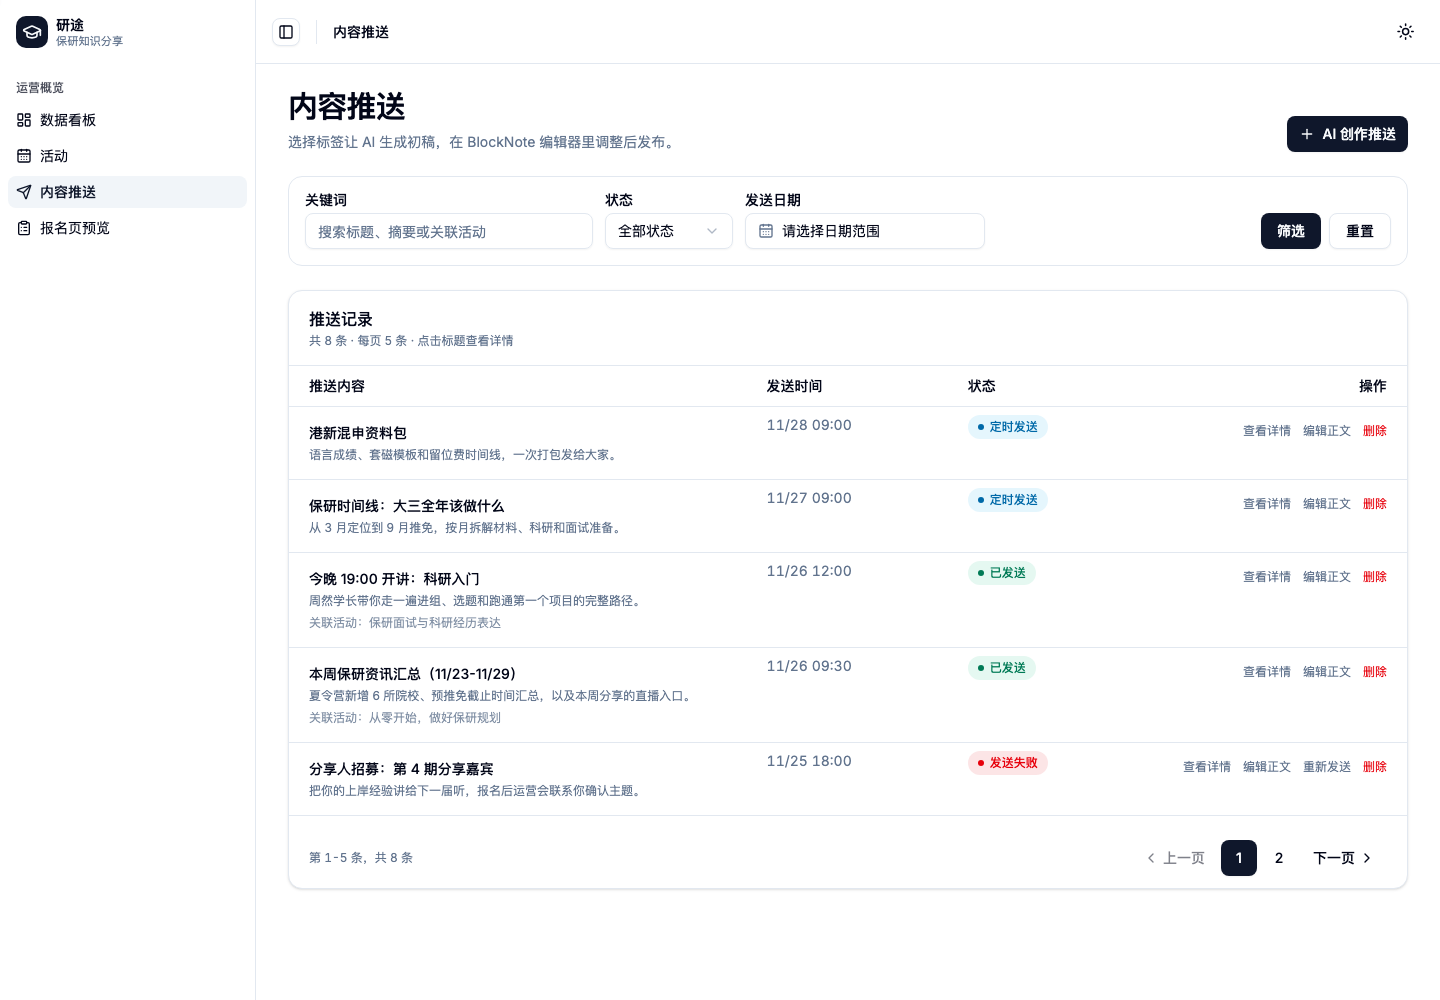 研途
保研知识分享
运营概览
数据看板
活动
内容推送
报名页预览
内容推送
内容推送
选择标签让 AI 生成初稿，在 BlockNote 编辑器里调整后发布。
AI 创作推送
关键词
状态
发送日期
搜索标题、摘要或关联活动
全部状态
请选择日期范围
筛选
重置
推送记录
共 8 条 · 每页 5 条 · 点击标题查看详情
推送内容
发送时间
状态
操作
港新混申资料包
语言成绩、套磁模板和留位费时间线，一次打包发给大家。
11/28 09:00
定时发送
查看详情 编辑正文 删除
保研时间线：大三全年该做什么
从 3 月定位到 9 月推免，按月拆解材料、科研和面试准备。
11/27 09:00
定时发送
查看详情 编辑正文 删除
今晚 19:00 开讲：科研入门
周然学长带你走一遍进组、选题和跑通第一个项目的完整路径。
关联活动：保研面试与科研经历表达
11/26 12:00
已发送
查看详情 编辑正文 删除
本周保研资讯汇总（11/23-11/29）
夏令营新增 6 所院校、预推免截止时间汇总，以及本周分享的直播入口。
关联活动：从零开始，做好保研规划
11/26 09:30
已发送
查看详情 编辑正文 删除
分享人招募：第 4 期分享嘉宾
把你的上岸经验讲给下一届听，报名后运营会联系你确认主题。
11/25 18:00
发送失败
查看详情 编辑正文 重新发送 删除
第 1-5 条，共 8 条
上一页 1 2 下一页